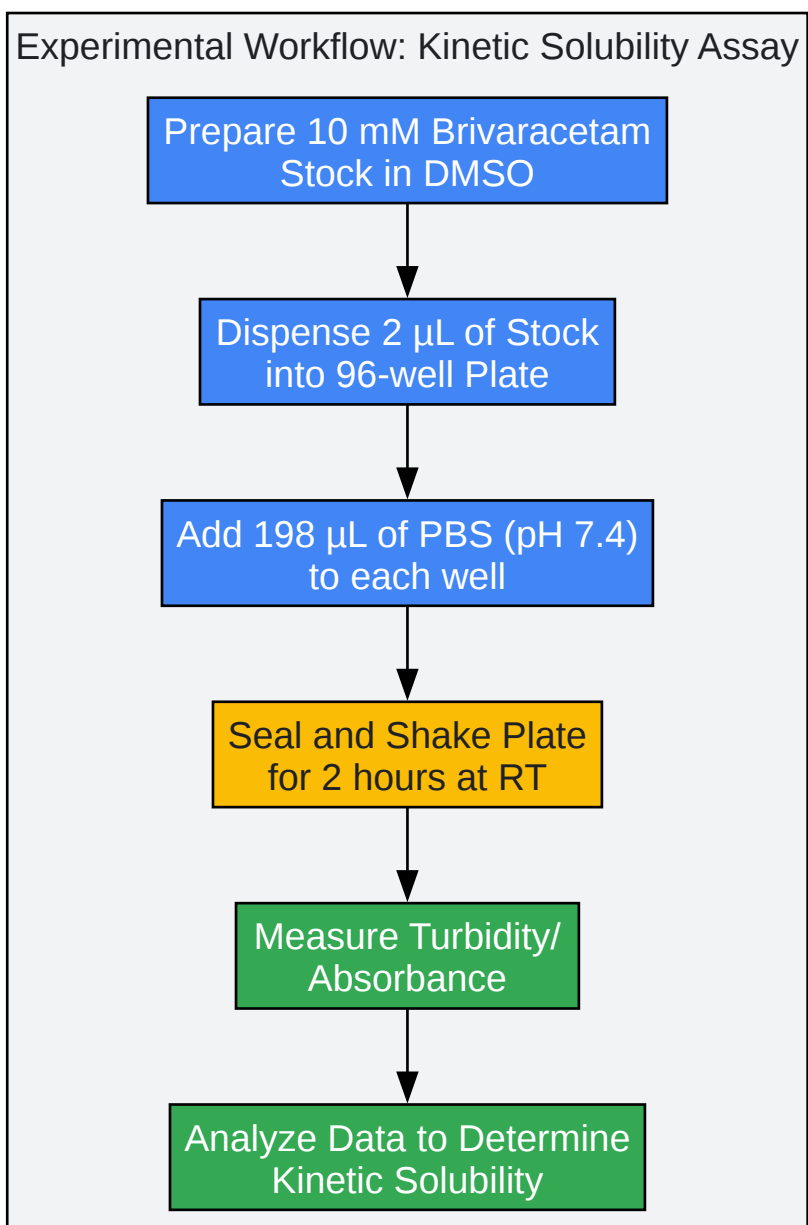 Experimental Workflow: Kinetic Solubility Assay
Prepare 10 mM Brivaracetam
Stock in DMSO
Dispense 2 µL of Stock
into 96-well Plate
Add 198 µL of PBS (pH 7.4)
to each well
Seal and Shake Plate
for 2 hours at RT
Measure Turbidity/
Absorbance
Analyze Data to Determine
Kinetic Solubility